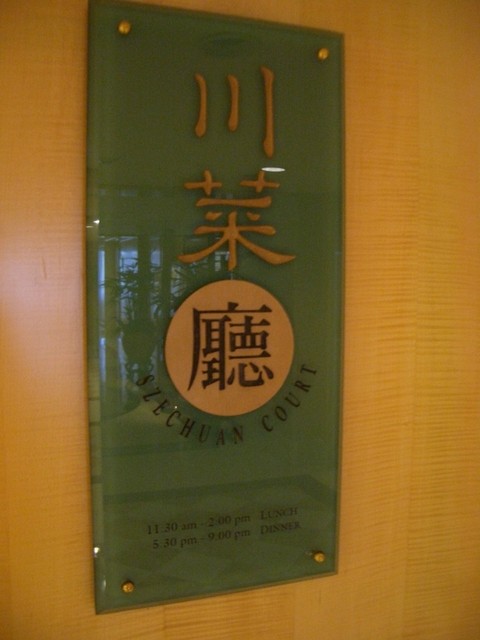 川
菜
廳
SZECHUAN COURT
11.30 am - 2:00 pm LUNCH
5.30 pm - 9:00 pm DINNER